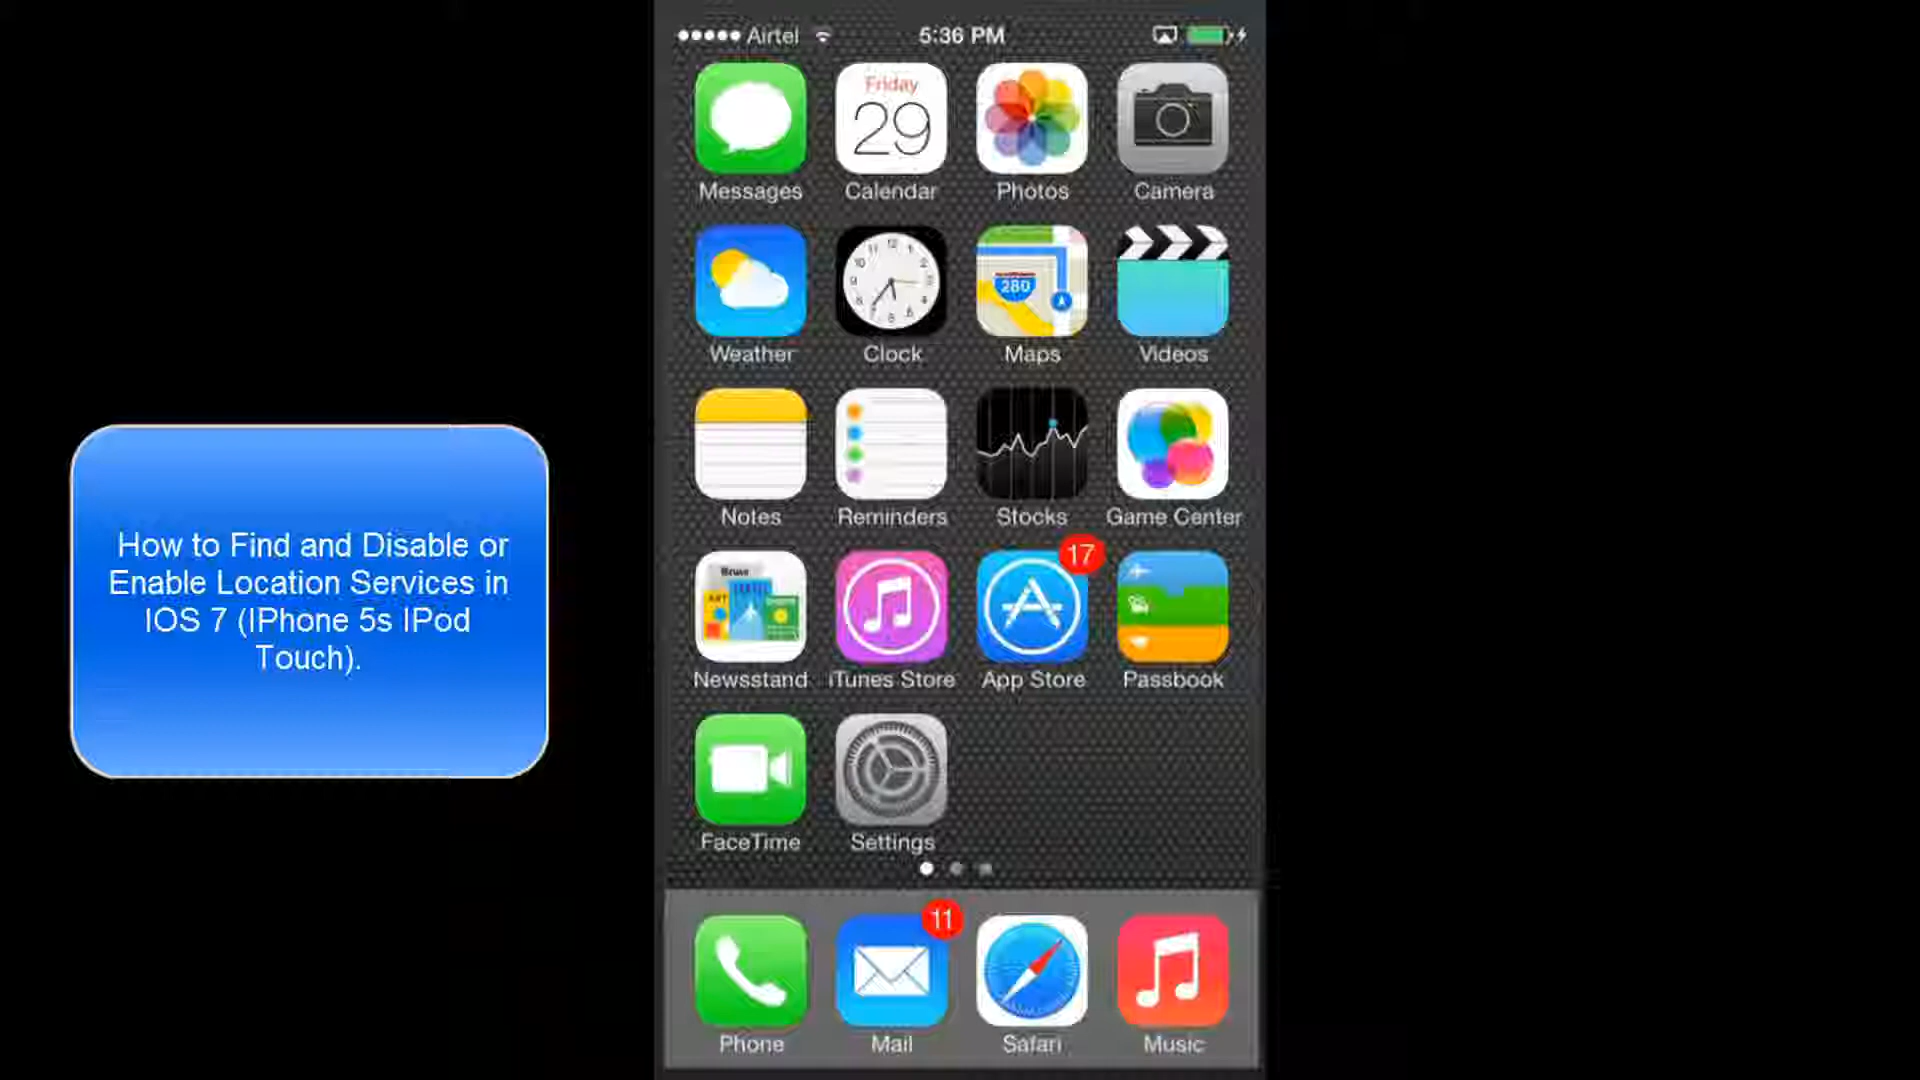 ●●●●● Airtel 5:36 PM
Friday
29
Messages Calendar Photos Camera
280
Weather Clock Maps Videos
Notes Reminders Stocks Game Center
17
Newsstand iTunes Store App Store Passbook
FaceTime Settings
11
Phone Mail Safari Music
How to Find and Disable or
Enable Location Services in
IOS 7 (IPhone 5s IPod
Touch).